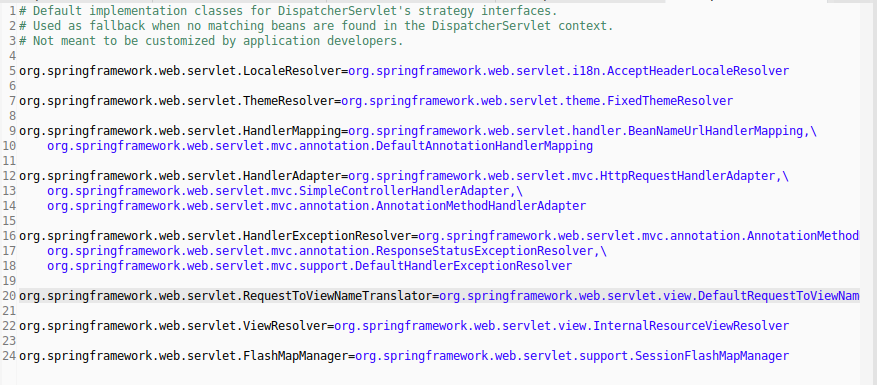 1 # Default implementation classes for DispatcherServlet's strategy interfaces.
2 # Used as fallback when no matching beans are found in the DispatcherServlet context.
3 # Not meant to be customized by application developers.
4
5 org.springframework.web.servlet.LocaleResolver=org.springframework.web.servlet.i18n.AcceptHeaderLocaleResolver
6
7 org.springframework.web.servlet.ThemeResolver=org.springframework.web.servlet.theme.FixedThemeResolver
8
9 org.springframework.web.servlet.HandlerMapping=org.springframework.web.servlet.handler.BeanNameUrlHandlerMapping,\
10     org.springframework.web.servlet.mvc.annotation.DefaultAnnotationHandlerMapping
11
12 org.springframework.web.servlet.HandlerAdapter=org.springframework.web.servlet.mvc.HttpRequestHandlerAdapter,\
13     org.springframework.web.servlet.mvc.SimpleControllerHandlerAdapter,\
14     org.springframework.web.servlet.mvc.annotation.AnnotationMethodHandlerAdapter
15
16 org.springframework.web.servlet.HandlerExceptionResolver=org.springframework.web.servlet.mvc.annotation.AnnotationMethod
17     org.springframework.web.servlet.mvc.annotation.ResponseStatusExceptionResolver,\
18     org.springframework.web.servlet.mvc.support.DefaultHandlerExceptionResolver
19
20 org.springframework.web.servlet.RequestToViewNameTranslator=org.springframework.web.servlet.view.DefaultRequestToViewNam
21
22 org.springframework.web.servlet.ViewResolver=org.springframework.web.servlet.view.InternalResourceViewResolver
23
24 org.springframework.web.servlet.FlashMapManager=org.springframework.web.servlet.support.SessionFlashMapManager